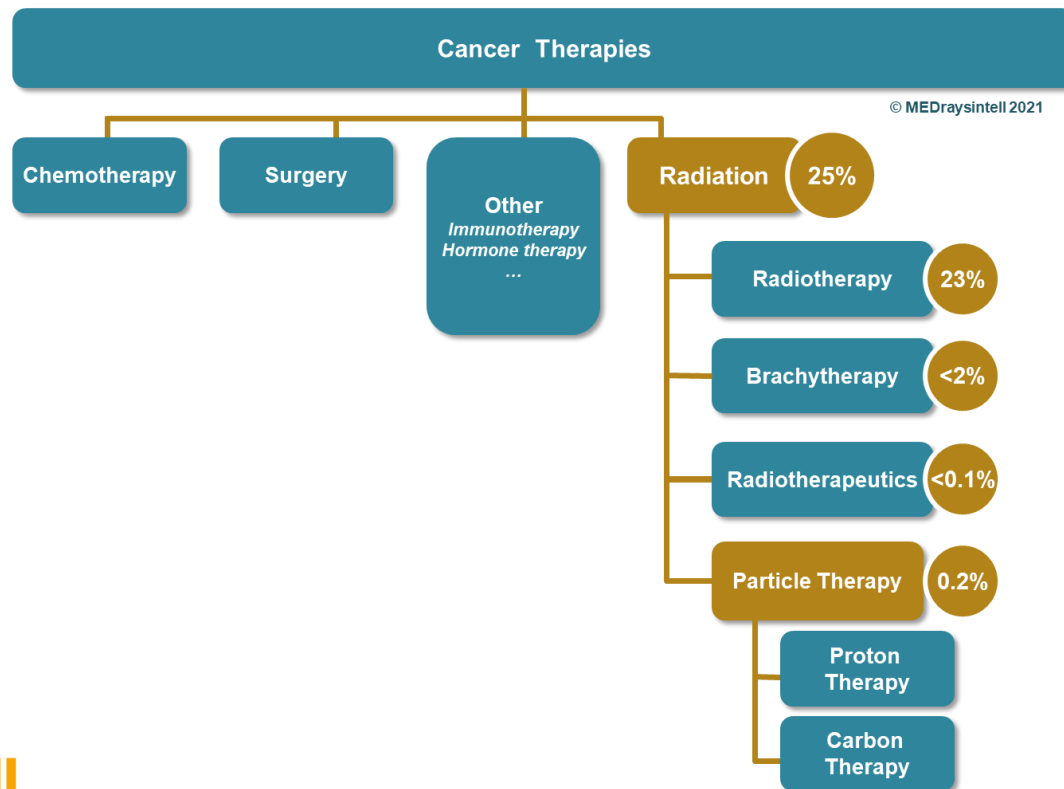 Cancer Therapies
© MEDraysintell 2021
Chemotherapy
Surgery
Other
Immunotherapy
Hormone therapy
...
Radiation
25%
Radiotherapy
23%
Brachytherapy
<2%
Radiotherapeutics
<0.1%
Particle Therapy
0.2%
Proton
Therapy
Carbon
Therapy